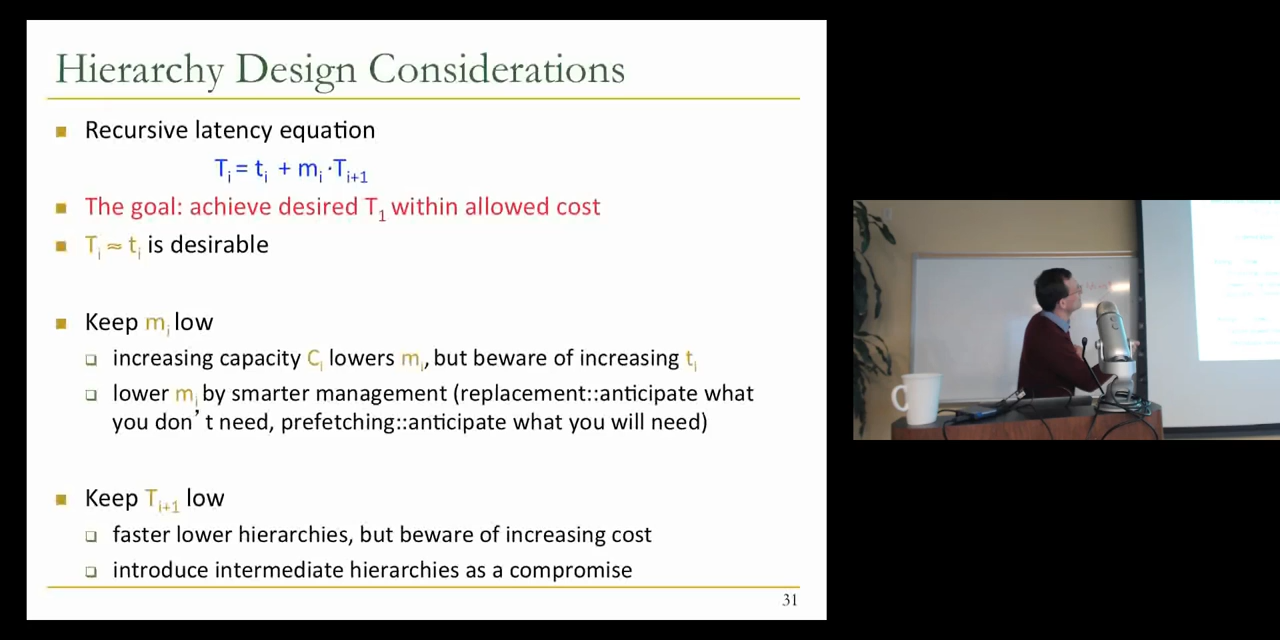 Hierarchy Design Considerations
Recursive latency equation
Tᵢ = tᵢ + mᵢ ·Tᵢ₊₁
The goal: achieve desired T₁ within allowed cost
Tᵢ ≈ tᵢ is desirable
Keep mᵢ low
increasing capacity Cᵢ lowers mᵢ, but beware of increasing tᵢ
lower mᵢ by smarter management (replacement::anticipate what
you don’t need, prefetching::anticipate what you will need)
Keep Tᵢ₊₁ low
faster lower hierarchies, but beware of increasing cost
introduce intermediate hierarchies as a compromise
31